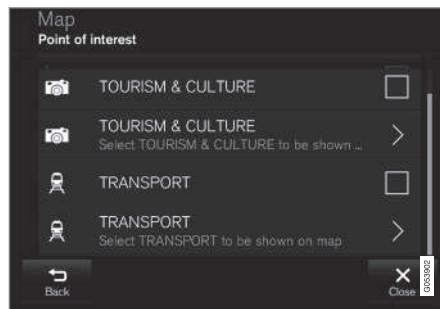 Map
Point of interest
TOURISM & CULTURE
TOURISM & CULTURE
Select TOURISM & CULTURE to be shown ...
TRANSPORT
TRANSPORT
Select TRANSPORT to be shown on map
Back
Close
G053902